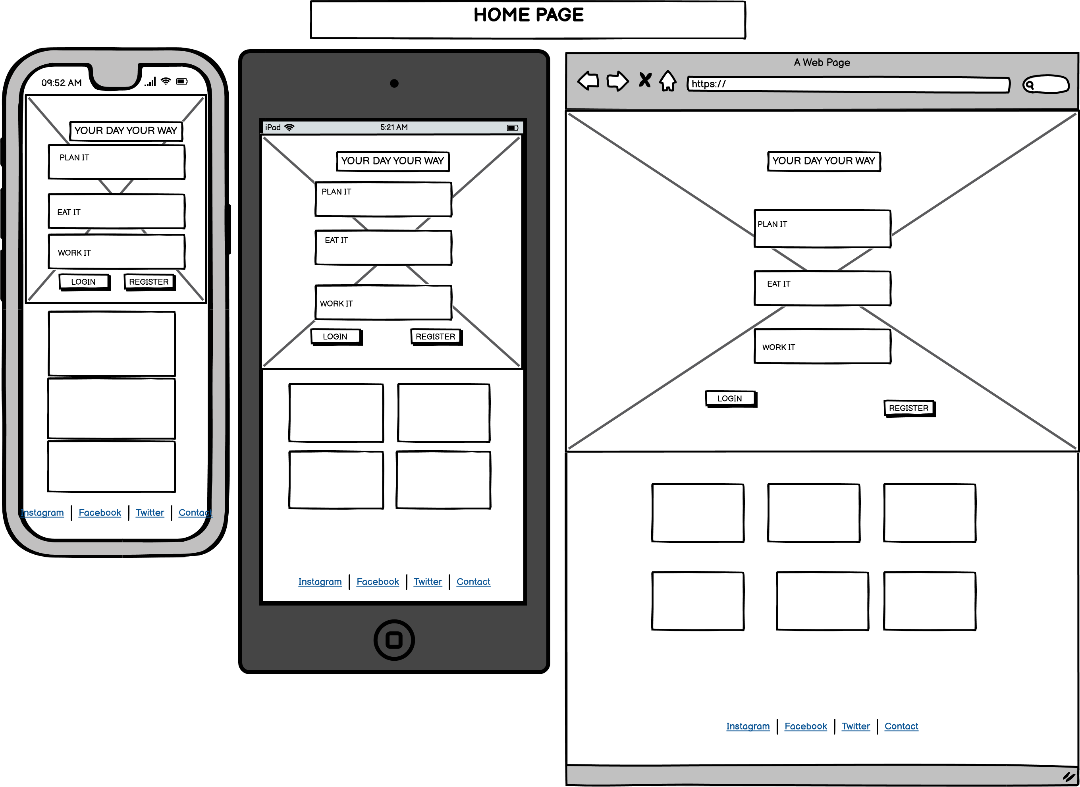 HOME PAGE
09:52 AM
YOUR DAY YOUR WAY
PLAN IT
EAT IT
WORK IT
LOGIN
REGISTER
Instagram
Facebook
Twitter
Contact
iPad
5:21 AM
YOUR DAY YOUR WAY
PLAN IT
EAT IT
WORK IT
LOGIN
REGISTER
Instagram
Facebook
Twitter
Contact
A Web Page
https://
YOUR DAY YOUR WAY
PLAN IT
EAT IT
WORK IT
LOGIN
REGISTER
Instagram
Facebook
Twitter
Contact